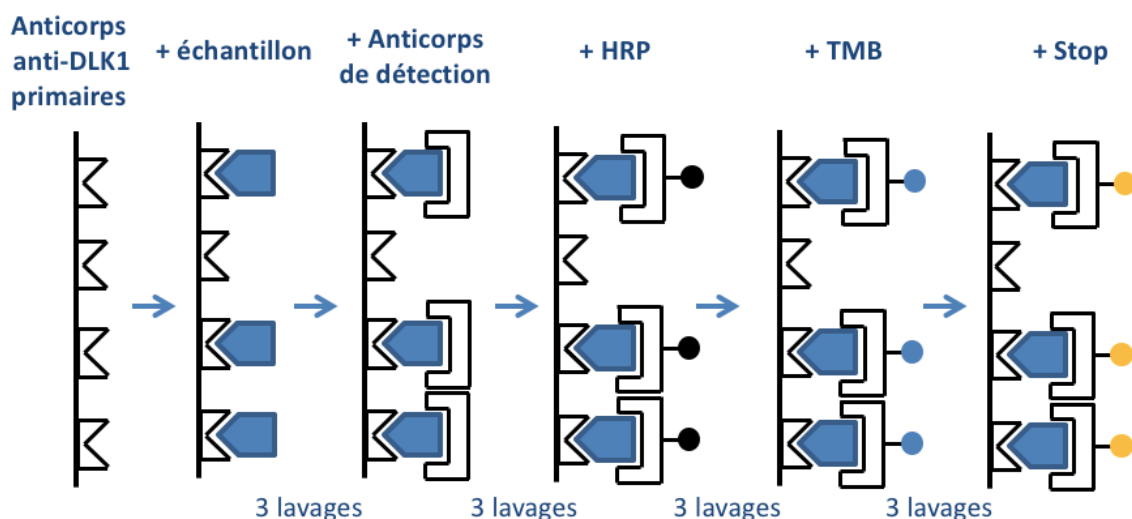 Anticorps
anti-DLK1
primaires
+ échantillon
+ Anticorps
de détection
+ HRP
+ TMB
+ Stop
3 lavages
3 lavages
3 lavages
3 lavages